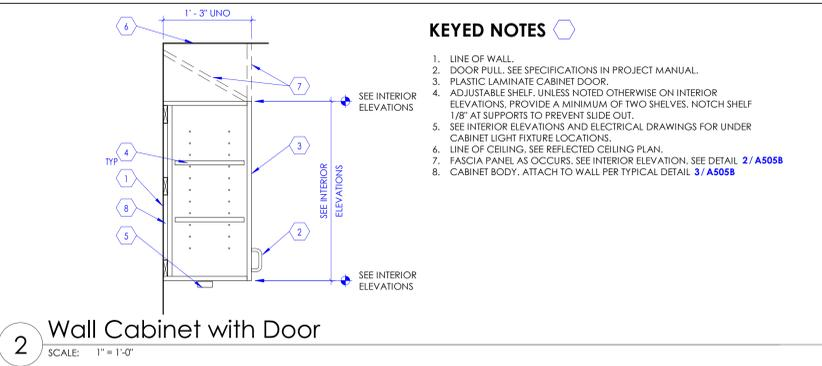 1' - 3" UNO
6
7
SEE INTERIOR
ELEVATIONS
4
TYP
3
1
SEE INTERIOR
ELEVATIONS
8
2
5
SEE INTERIOR
ELEVATIONS
KEYED NOTES
1. LINE OF WALL.
2. DOOR PULL. SEE SPECIFICATIONS IN PROJECT MANUAL.
3. PLASTIC LAMINATE CABINET DOOR.
4. ADJUSTABLE SHELF. UNLESS NOTED OTHERWISE ON INTERIOR
ELEVATIONS, PROVIDE A MINIMUM OF TWO SHELVES. NOTCH SHELF
1/8" AT SUPPORTS TO PREVENT SLIDE OUT.
5. SEE INTERIOR ELEVATIONS AND ELECTRICAL DRAWINGS FOR UNDER
CABINET LIGHT FIXTURE LOCATIONS.
6. LINE OF CEILING. SEE REFLECTED CEILING PLAN.
7. FASCIA PANEL AS OCCURS. SEE INTERIOR ELEVATION. SEE DETAIL 2 / A505B
8. CABINET BODY. ATTACH TO WALL PER TYPICAL DETAIL 3 / A505B
2 Wall Cabinet with Door
SCALE: 1" = 1'-0"